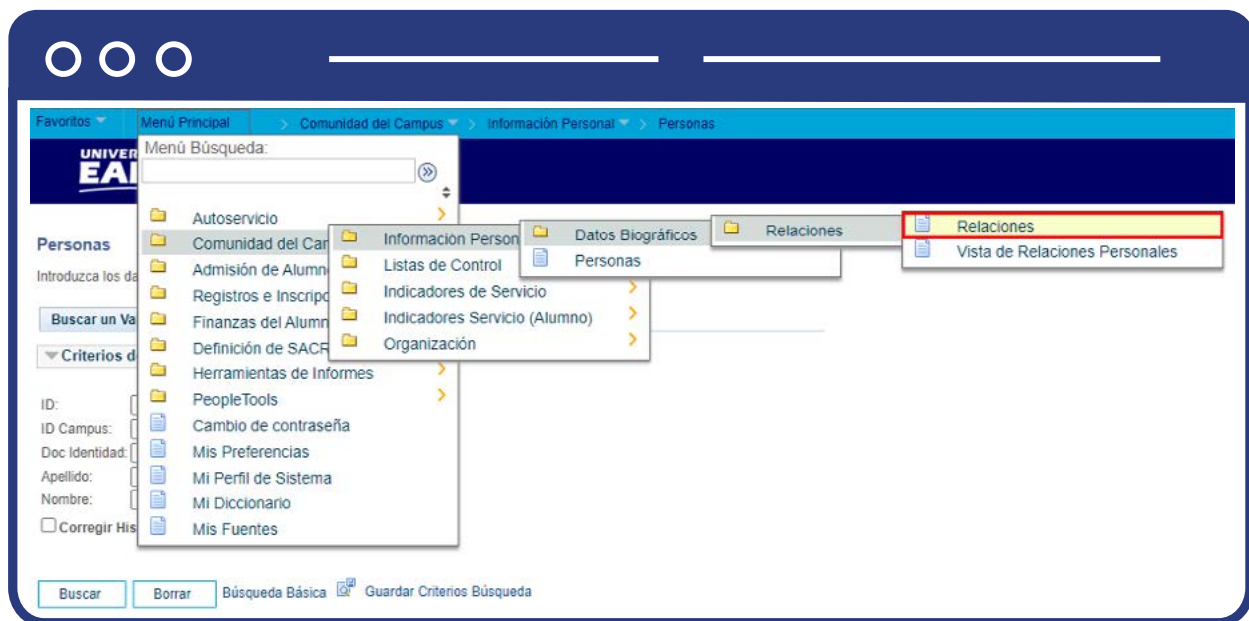 Favoritos Menú Principal > Comunidad del Campus > Información Personal > Personas
Menú Búsqueda:
Autoservicio
Comunidad del Car
Admisión de Alumn
Registros e Inscripc
Finanzas del Alumn
Definición de SACR
Herramientas de Informes
PeopleTools
Cambio de contraseña
Mis Preferencias
Mi Perfil de Sistema
Mi Diccionario
Mis Fuentes
Información Person
Listas de Control
Indicadores de Servicio
Indicadores Servicio (Alumno)
Organización
Datos Biográficos
Personas
Relaciones
Relaciones
Vista de Relaciones Personales
UNIVER
Personas
Introduzca los da
Buscar un Va
Criterios d
ID:
ID Campus:
Doc Identidad:
Apellido:
Nombre:
Corregir His
Buscar Borrar Búsqueda Básica Guardar Criterios Búsqueda